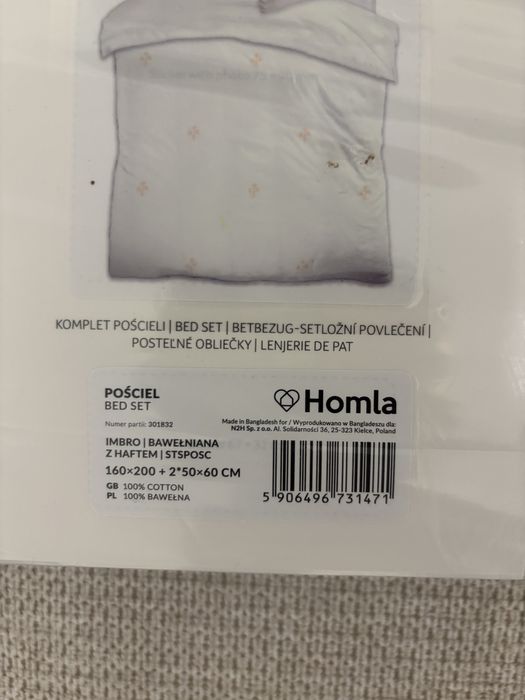 KOMPLET POŚCIELI | BED SET | BETBEZUG-SETLOŽNÍ POVLEČENÍ |
POSTEĽNÉ OBLIEČKY | LENJERIE DE PAT
POŚCIEL
BED SET
Numer partii: 301832
IMBRO | BAWEŁNIANA
Z HAFTEM | STSPOSC
160×200 + 2*50×60 CM
GB 100% COTTON
PL 100% BAWEŁNA
Homla
Made in Bangladesh for / Wyprodukowano w Bangladeszu dla:
N2H Sp. z o.o. Al. Solidarności 36, 25-323 Kielce, Poland
5 906496 731471